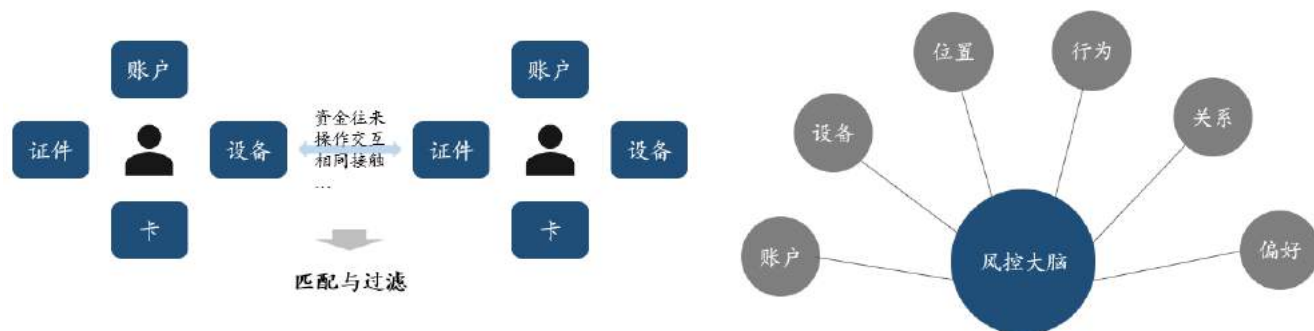 账户
证件
设备
卡
资金往来
操作交互
相同接触
...
账户
证件
设备
卡
匹配与过滤
位置
行为
设备
关系
账户
风控大脑
偏好